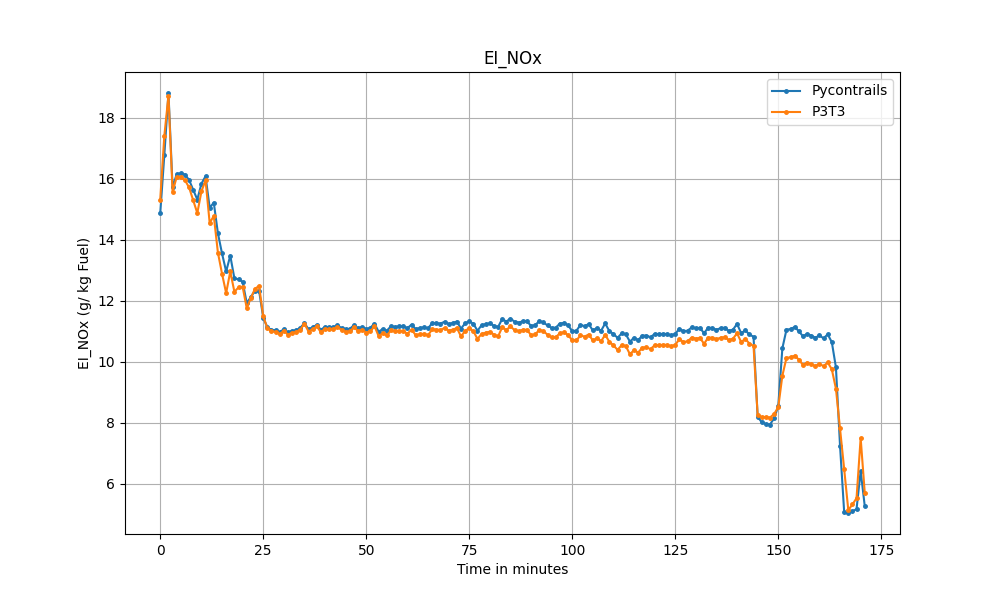 EI_NOx
Pycontrails
P3T3
EI_NOx (g/ kg Fuel)
18
16
14
12
10
8
6
0 25 50 75 100 125 150 175
Time in minutes